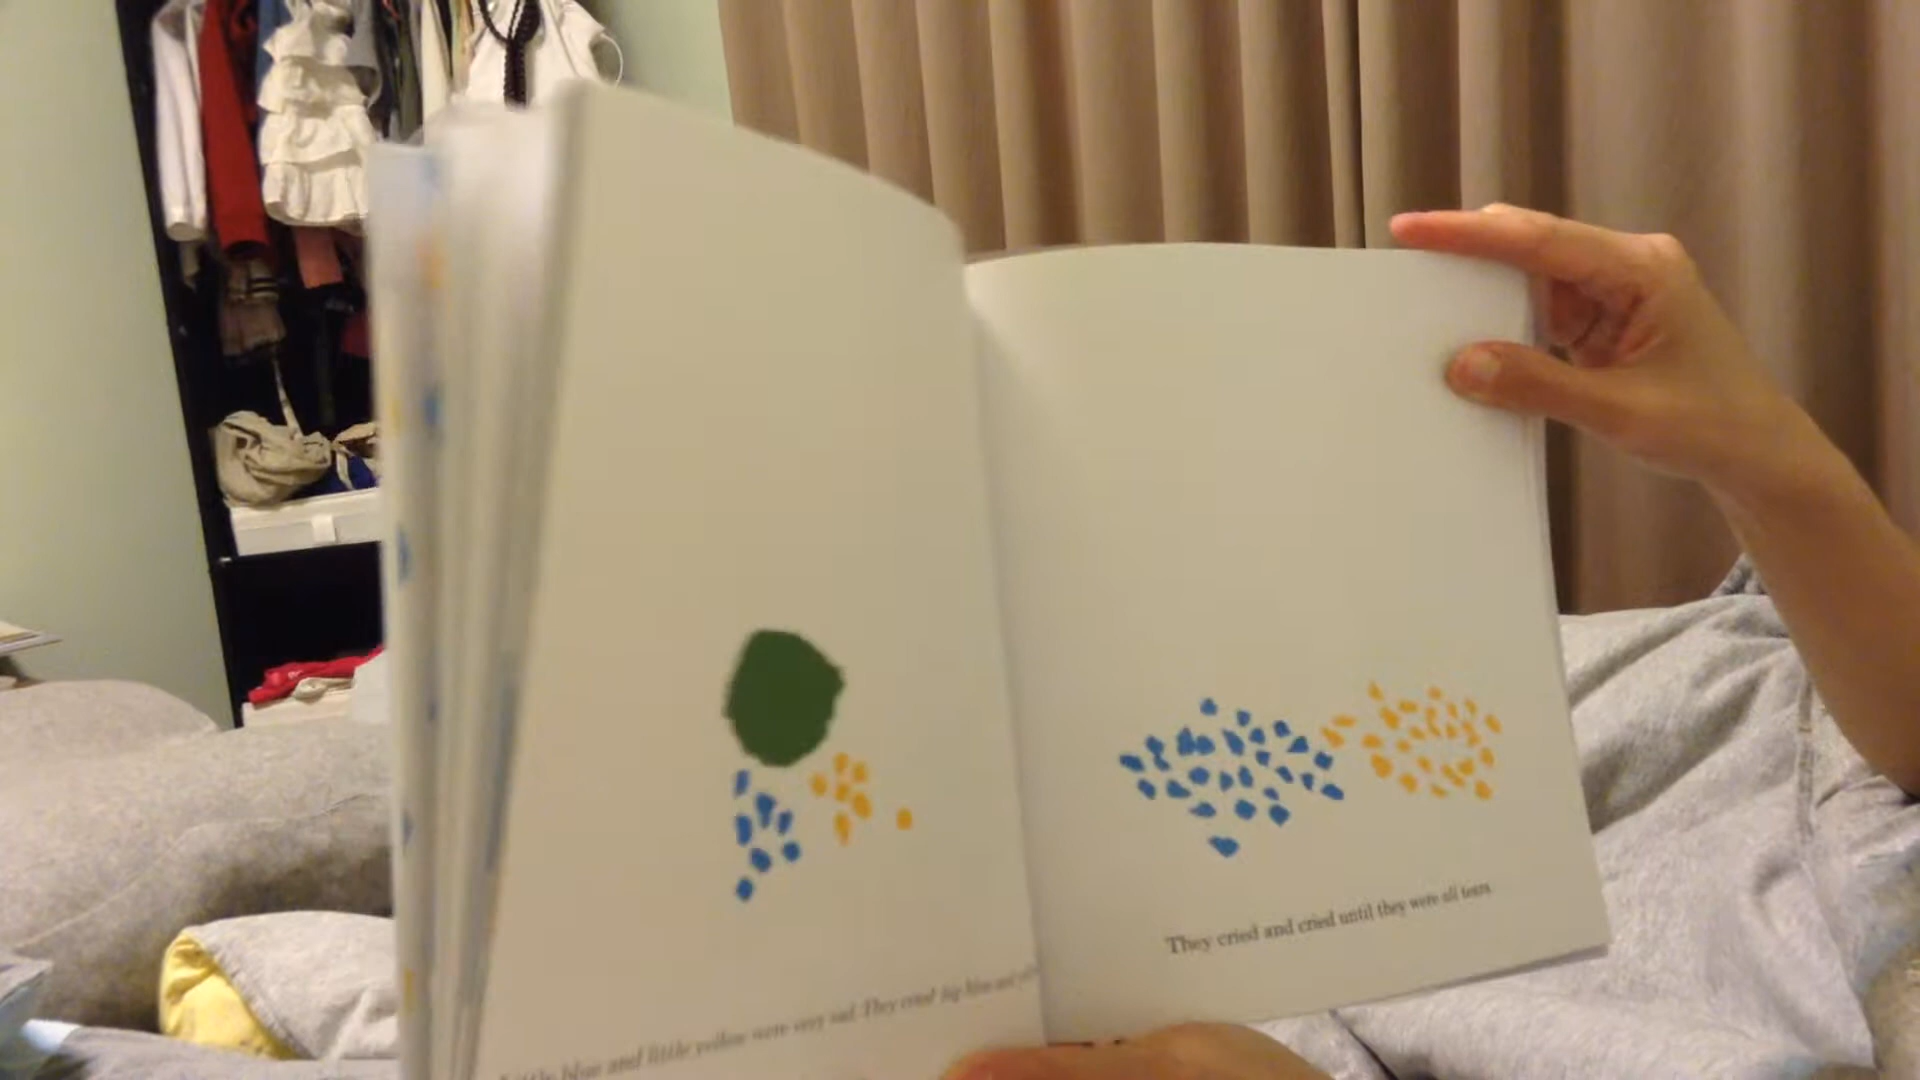 Little blue and little yellow were very sad. They cried big blue and
They cried and cried until they were all tears.